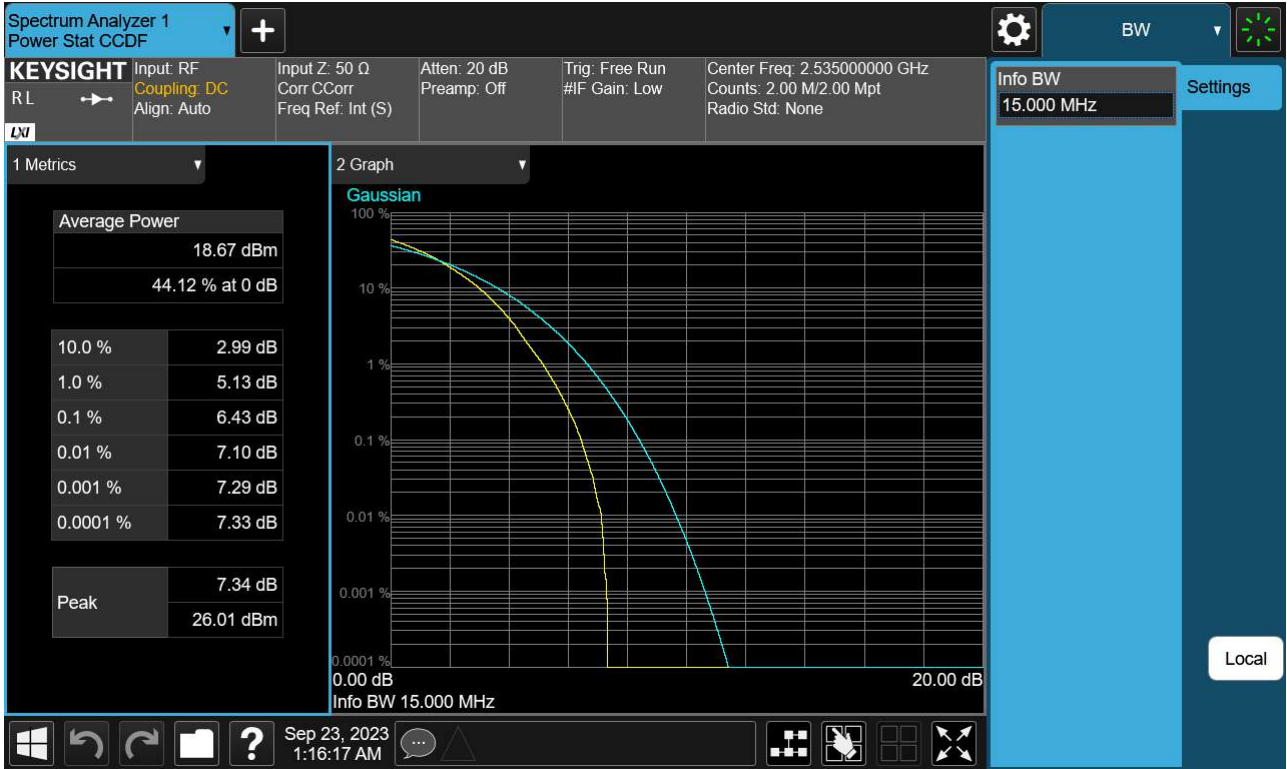 Spectrum Analyzer 1
Power Stat CCDF
+
BW
KEYSIGHT
R L
LXI
Input: RF
Coupling: DC
Align: Auto
Input Z: 50 Ω
Corr CCorr
Freq Ref: Int (S)
Atten: 20 dB
Preamp: Off
Trig: Free Run
#IF Gain: Low
Center Freq: 2.535000000 GHz
Counts: 2.00 M/2.00 Mpt
Radio Std: None
Info BW
15.000 MHz
Settings
1 Metrics
Average Power
18.67 dBm
44.12 % at 0 dB
10.0 % 2.99 dB
1.0 % 5.13 dB
0.1 % 6.43 dB
0.01 % 7.10 dB
0.001 % 7.29 dB
0.0001 % 7.33 dB
Peak
7.34 dB
26.01 dBm
2 Graph
Gaussian
100 %
10 %
1 %
0.1 %
0.01 %
0.001 %
0.0001 %
0.00 dB 20.00 dB
Info BW 15.000 MHz
Local
?
Sep 23, 2023
1:16:17 AM